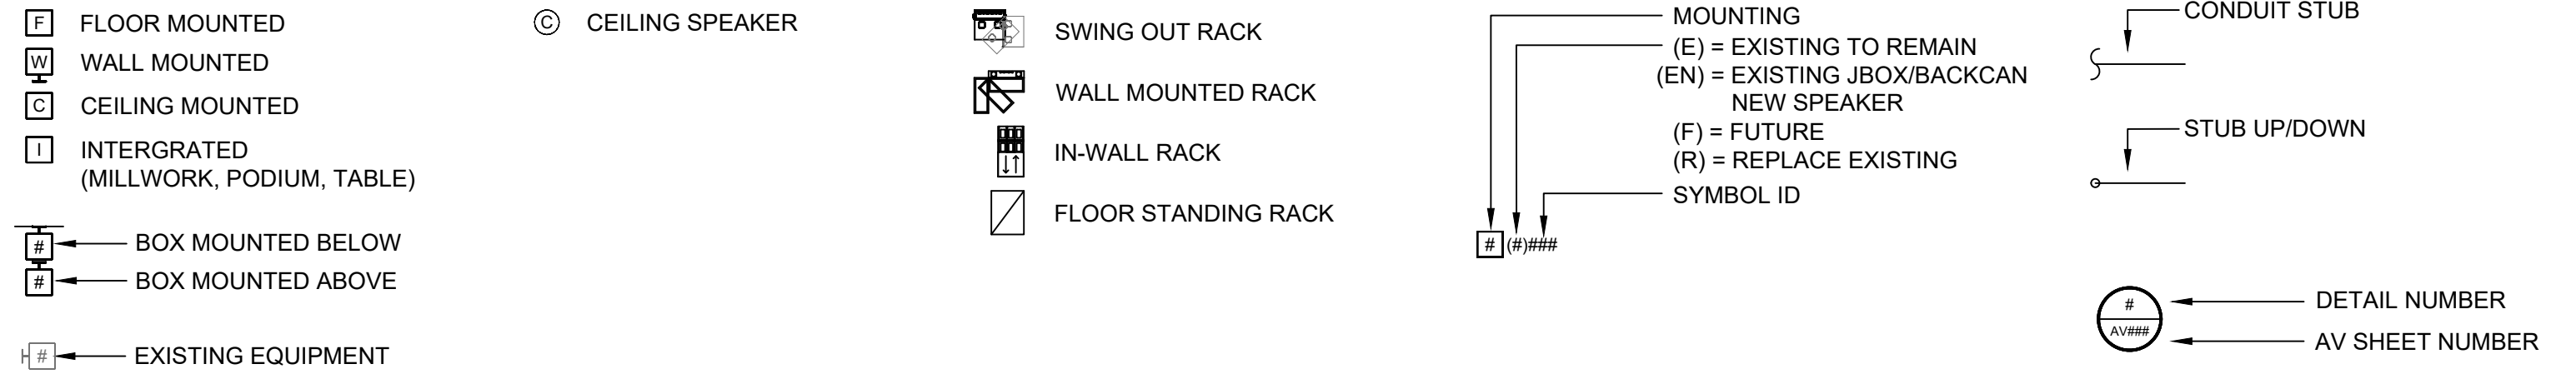 F FLOOR MOUNTED
W WALL MOUNTED
C CEILING MOUNTED
I INTERGRATED
(MILLWORK, PODIUM, TABLE)
# BOX MOUNTED BELOW
# BOX MOUNTED ABOVE
# EXISTING EQUIPMENT
C CEILING SPEAKER
SWING OUT RACK
WALL MOUNTED RACK
IN-WALL RACK
FLOOR STANDING RACK
MOUNTING
(E) = EXISTING TO REMAIN
(EN) = EXISTING JBOX/BACKCAN
NEW SPEAKER
(F) = FUTURE
(R) = REPLACE EXISTING
SYMBOL ID
# (#)###
CONDUIT STUB
STUB UP/DOWN
# DETAIL NUMBER
AV### AV SHEET NUMBER